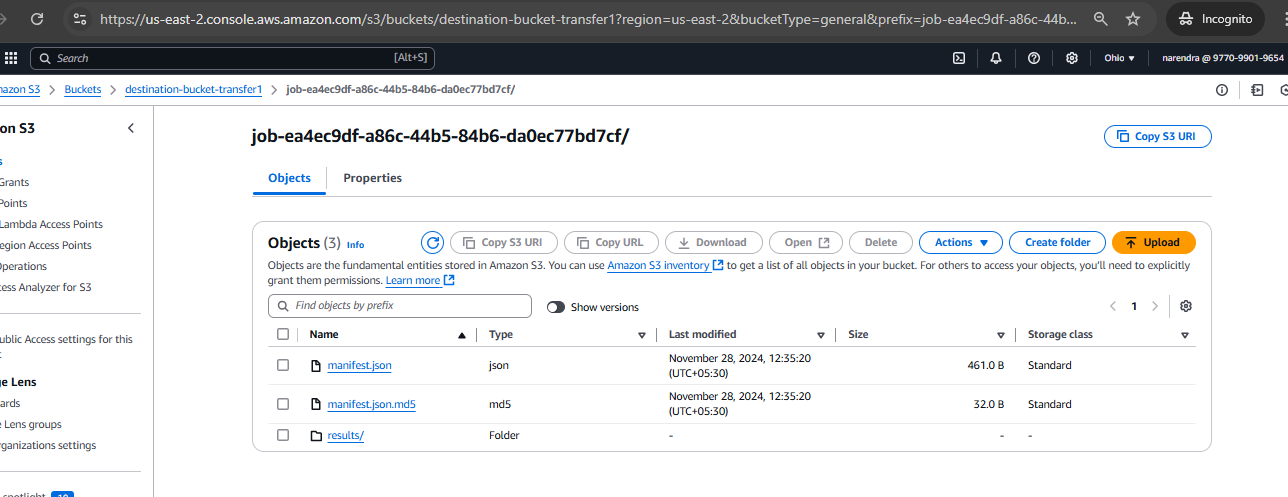 https://us-east-2.console.aws.amazon.com/s3/buckets/destination-bucket-transfer1?region=us-east-2&bucketType=general&prefix=job-ea4ec9df-a86c-44b5-84b6-da0ec77bd7cf... Incognito
Search [Alt+S] Ohio narendra @ 9770-9901-9654
mazon S3 > Buckets > destination-bucket-transfer1 > job-ea4ec9df-a86c-44b5-84b6-da0ec77bd7cf/
on S3
s
Grants
Points
Lambda Access Points
egion Access Points
Operations
cess Analyzer for S3
ublic Access settings for this
t
ge Lens
ards
e Lens groups
rganizations settings
spotlight 10
job-ea4ec9df-a86c-44b5-84b6-da0ec77bd7cf/
Copy S3 URI
Objects Properties
Objects (3) Info
Copy S3 URI Copy URL Download Open Delete Actions Create folder Upload
Objects are the fundamental entities stored in Amazon S3. You can use Amazon S3 inventory to get a list of all objects in your bucket. For others to access your objects, you'll need to explicitly
grant them permissions. Learn more
Find objects by prefix Show versions 1
Name Type Last modified Size Storage class
manifest.json json November 28, 2024, 12:35:20 (UTC+05:30) 461.0 B Standard
manifest.json.md5 md5 November 28, 2024, 12:35:20 (UTC+05:30) 32.0 B Standard
results/ Folder - - -